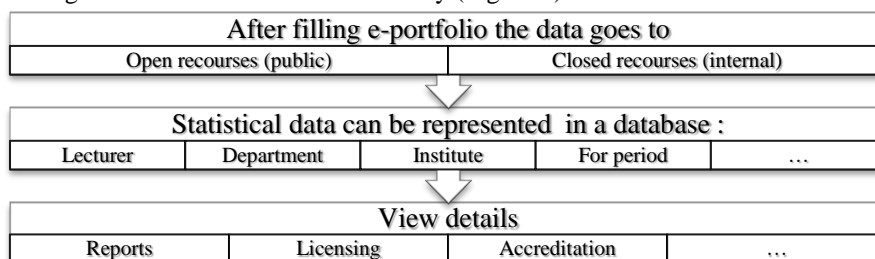 After filling e-portfolio the data goes to
Open recourses (public) Closed recourses (internal)
Statistical data can be represented in a database :
Lecturer Department Institute For period …
View details
Reports Licensing Accreditation …